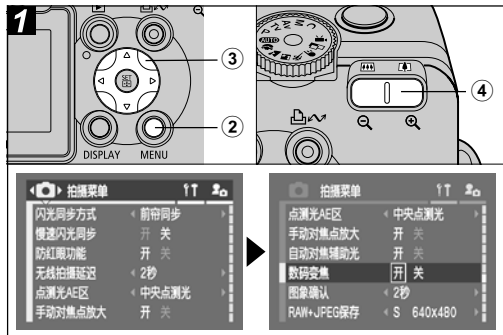 1
3
2
4
SET
DISPLAY MENU
AUTO
拍摄菜单
闪光同步方式 前帘同步
慢速闪光同步 开 关
防红眼功能 开 关
无线拍摄延迟 2秒
点测光AE区 中央点测光
手动对焦点放大 开 关
拍摄菜单
点测光AE区 中央点测光
手动对焦点放大 开 关
自动对焦辅助光 开 关
数码变焦 开 关
图象确认 2秒
RAW+JPEG保存 S 640x480